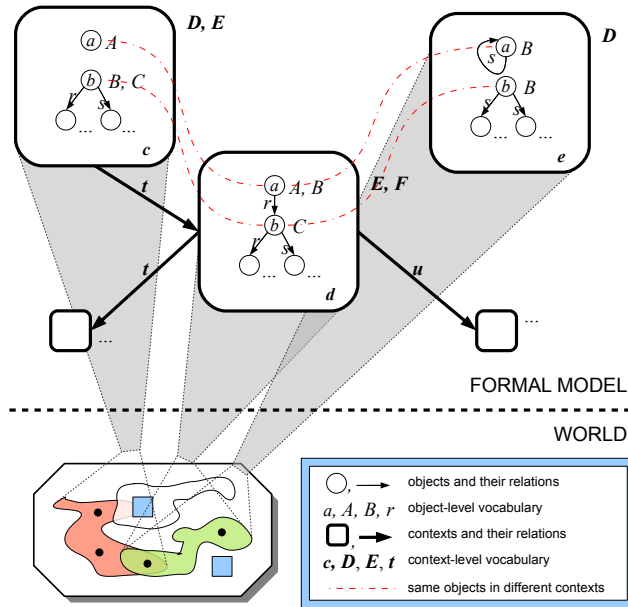 D, E
a A
b B, C
r s
... ...
c
t
a B
s
D
b B
s s
... ...
e
a A, B
r
b C
r s
... ...
d
E, F
t
u
...
...
FORMAL MODEL
WORLD
, objects and their relations
a, A, B, r object-level vocabulary
, contexts and their relations
c, D, E, t context-level vocabulary
same objects in different contexts